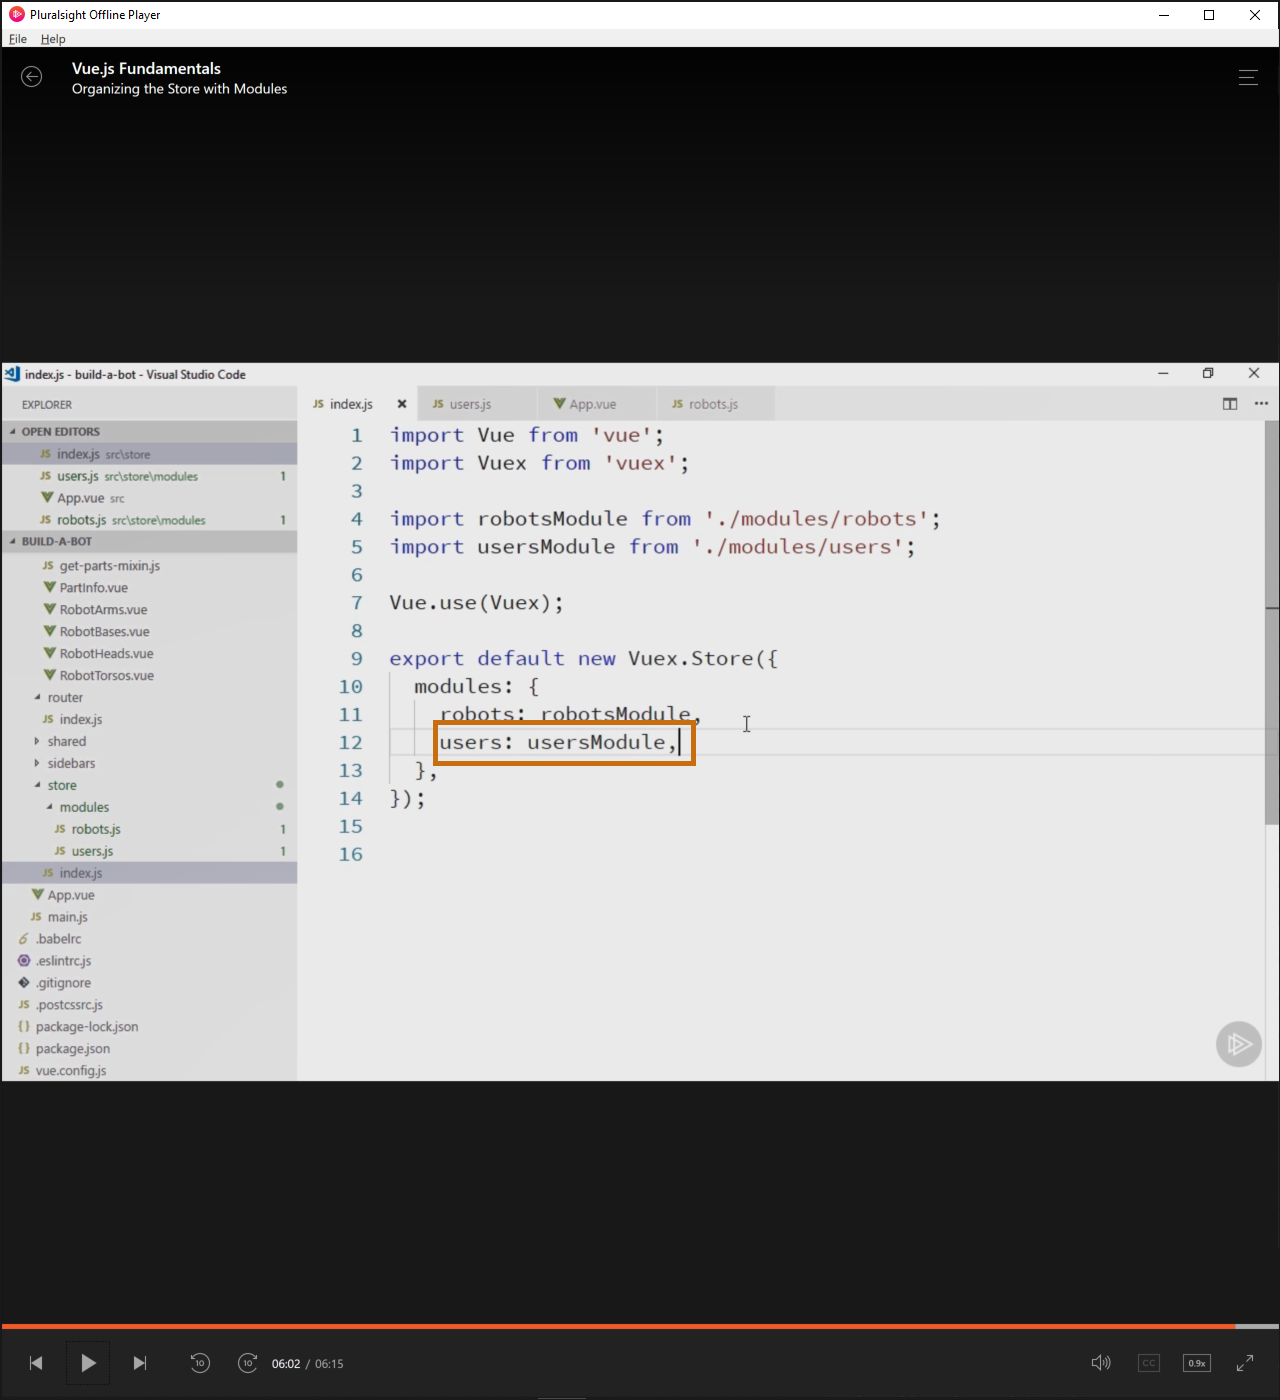 Pluralsight Offline Player
File Help
Vue.js Fundamentals
Organizing the Store with Modules
index.js - build-a-bot - Visual Studio Code
EXPLORER
OPEN EDITORS
JS index.js src\store
JS users.js src\store\modules 1
App.vue src
JS robots.js src\store\modules 1
BUILD-A-BOT
JS get-parts-mixin.js
PartInfo.vue
RobotArms.vue
RobotBases.vue
RobotHeads.vue
RobotTorsos.vue
router
JS index.js
shared
sidebars
store
modules
JS robots.js 1
JS users.js 1
JS index.js
App.vue
JS main.js
.babelrc
.eslintrc.js
.gitignore
JS .postcssrc.js
{} package-lock.json
{} package.json
JS vue.config.js
JS index.js JS users.js App.vue JS robots.js
1 import Vue from 'vue';
2 import Vuex from 'vuex';
3
4 import robotsModule from './modules/robots';
5 import usersModule from './modules/users';
6
7 Vue.use(Vuex);
8
9 export default new Vuex.Store({
10 modules: {
11 robots: robotsModule,
12 users: usersModule,
13 },
14 });
15
16
10 10 06:02 / 06:15 CC 0.9x